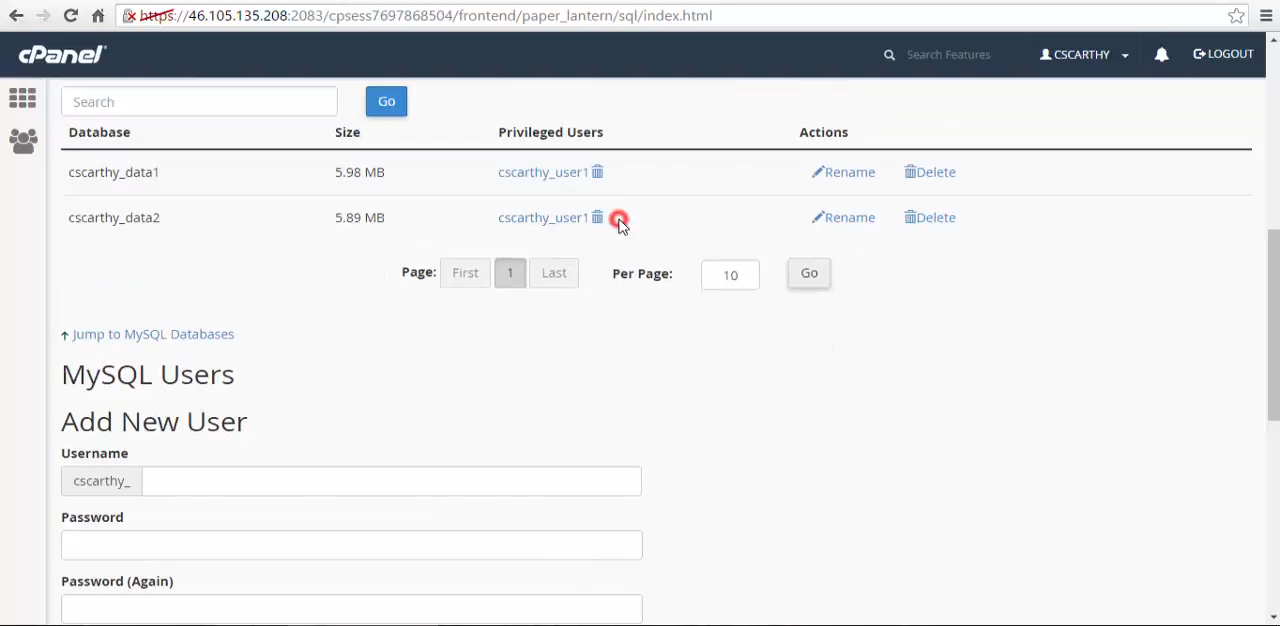 https://46.105.135.208:2083/cpsess7697868504/frontend/paper_lantern/sql/index.html
cPanel
Search Features
CSCARTHY
LOGOUT
Search
Go
Database Size Privileged Users Actions
cscarthy_data1 5.98 MB cscarthy_user1 Rename Delete
cscarthy_data2 5.89 MB cscarthy_user1 Rename Delete
Page: First 1 Last Per Page: 10 Go
Jump to MySQL Databases
MySQL Users
Add New User
Username
cscarthy_
Password
Password (Again)